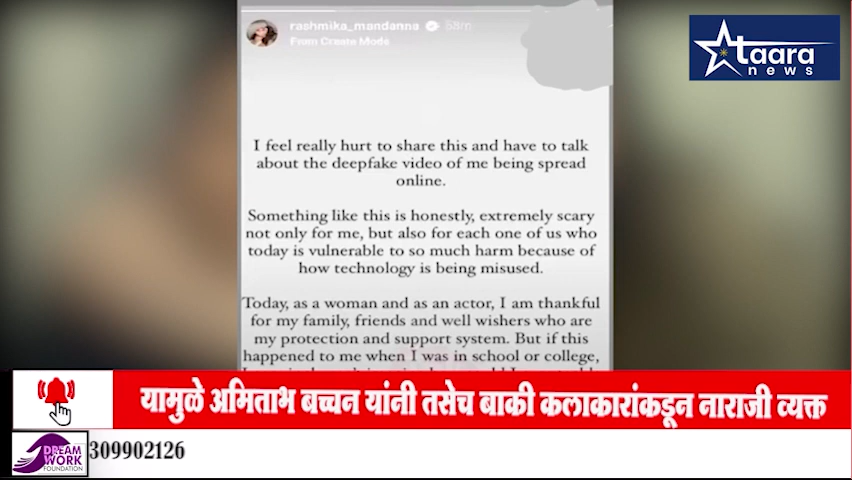 rashmika_mandanna
From Create Mode
taara
news
I feel really hurt to share this and have to talk
about the deepfake video of me being spread
online.
Something like this is honestly, extremely scary
not only for me, but also for each one of us who
today is vulnerable to so much harm because of
how technology is being misused.
Today, as a woman and as an actor, I am thankful
for my family, friends and well wishers who are
my protection and support system. But if this
happened to me when I was in school or college,
यामुळे अमिताभ बच्चन यांनी तसेच बाकी कलाकारांकडून नाराजी व्यक्त
DREAM
WORK
FOUNDATION
309902126